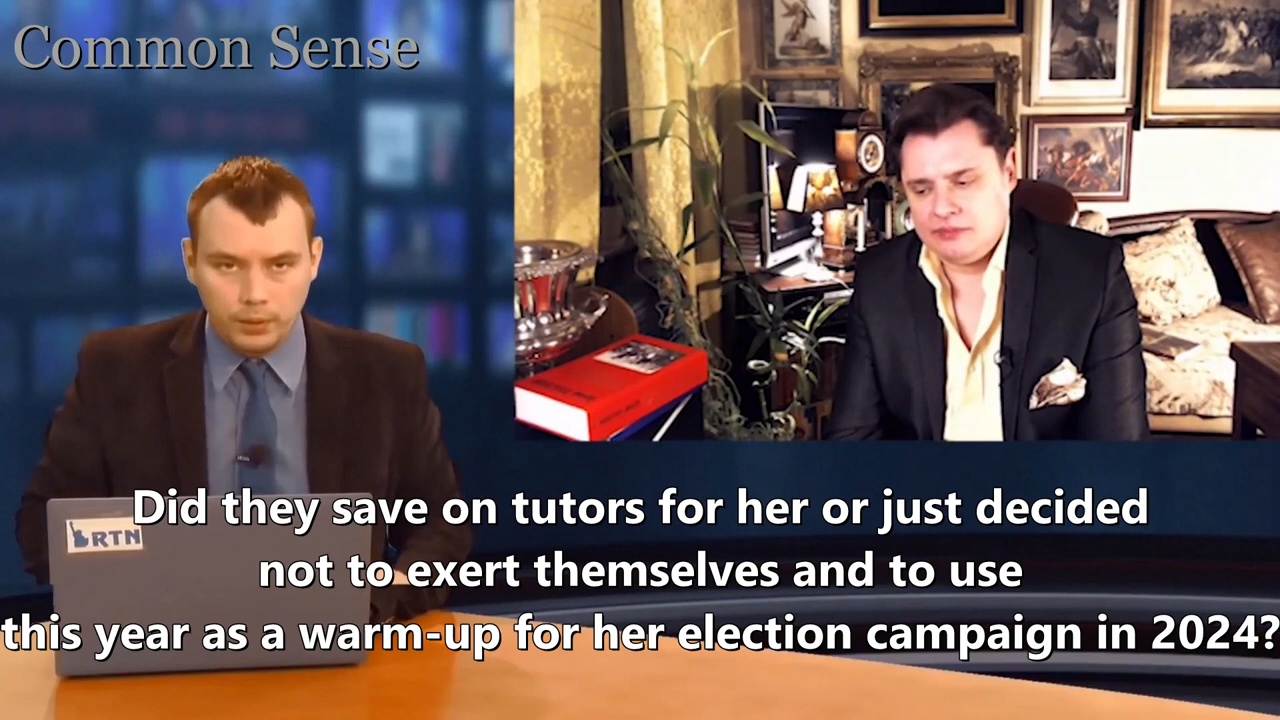 Common Sense
RTN
Did they save on tutors for her or just decided
not to exert themselves and to use
this year as a warm-up for her election campaign in 2024?